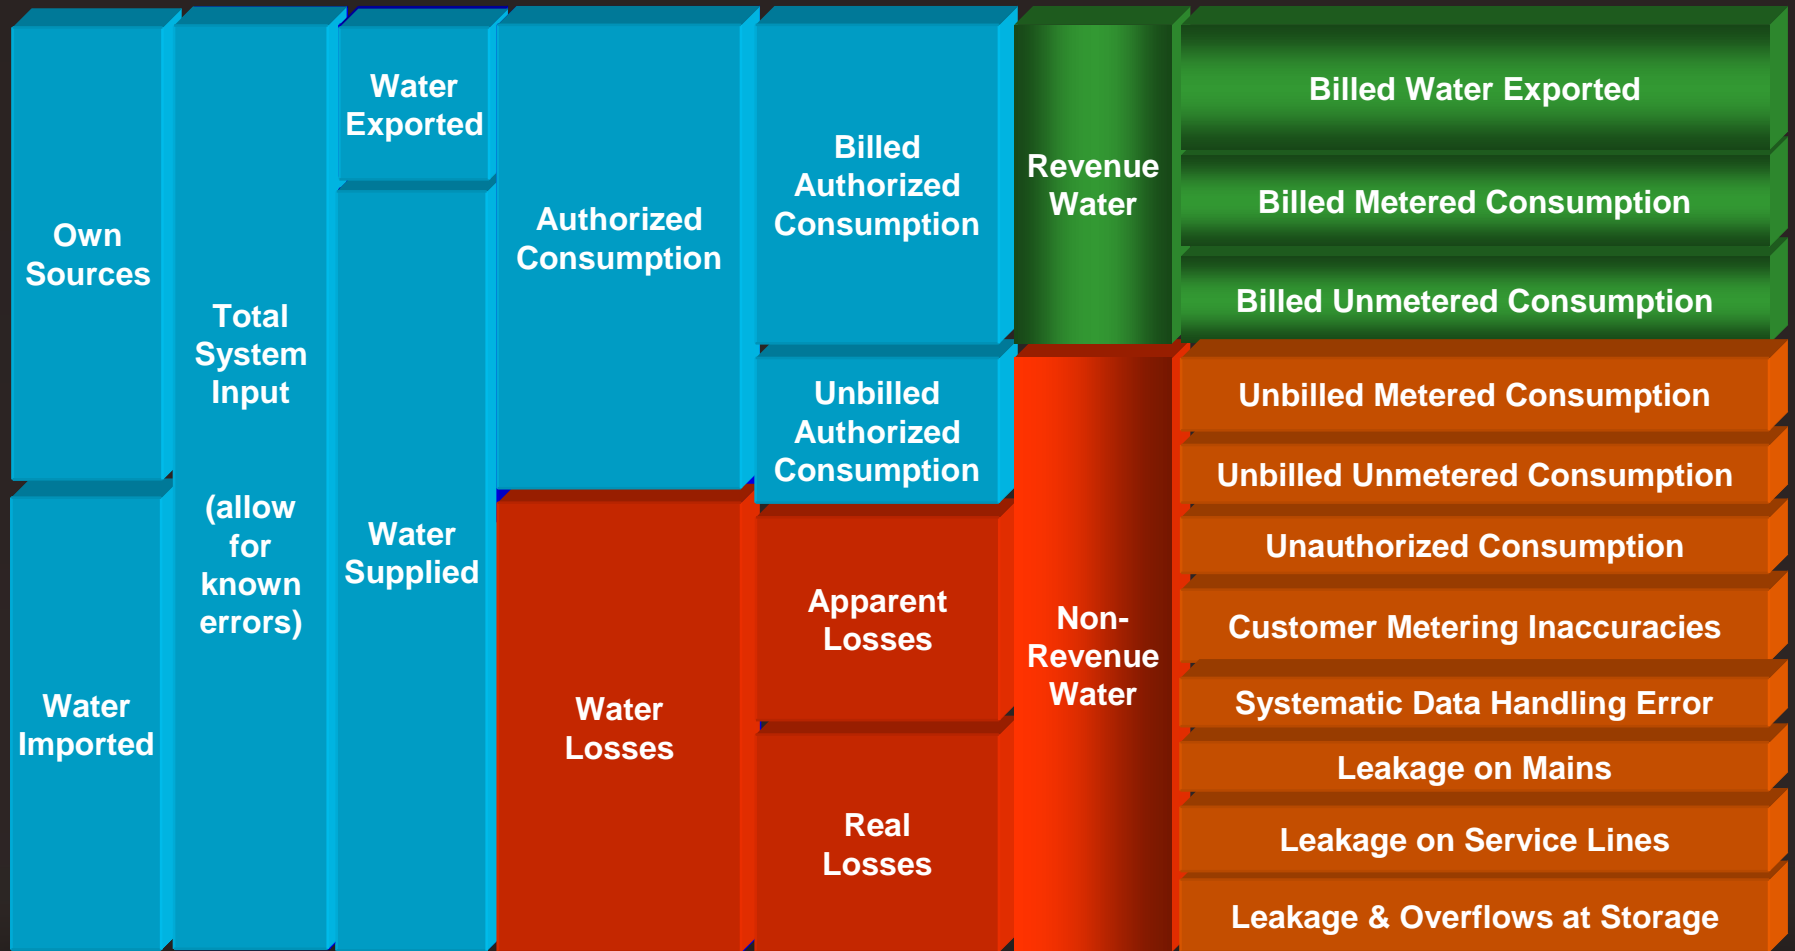 Own
Sources
Water
Imported
Total
System
Input
(allow
for
known
errors)
Water
Exported
Water
Supplied
Authorized
Consumption
Water
Losses
Billed
Authorized
Consumption
Unbilled
Authorized
Consumption
Apparent
Losses
Real
Losses
Revenue
Water
Non-
Revenue
Water
Billed Water Exported
Billed Metered Consumption
Billed Unmetered Consumption
Unbilled Metered Consumption
Unbilled Unmetered Consumption
Unauthorized Consumption
Customer Metering Inaccuracies
Systematic Data Handling Error
Leakage on Mains
Leakage on Service Lines
Leakage & Overflows at Storage